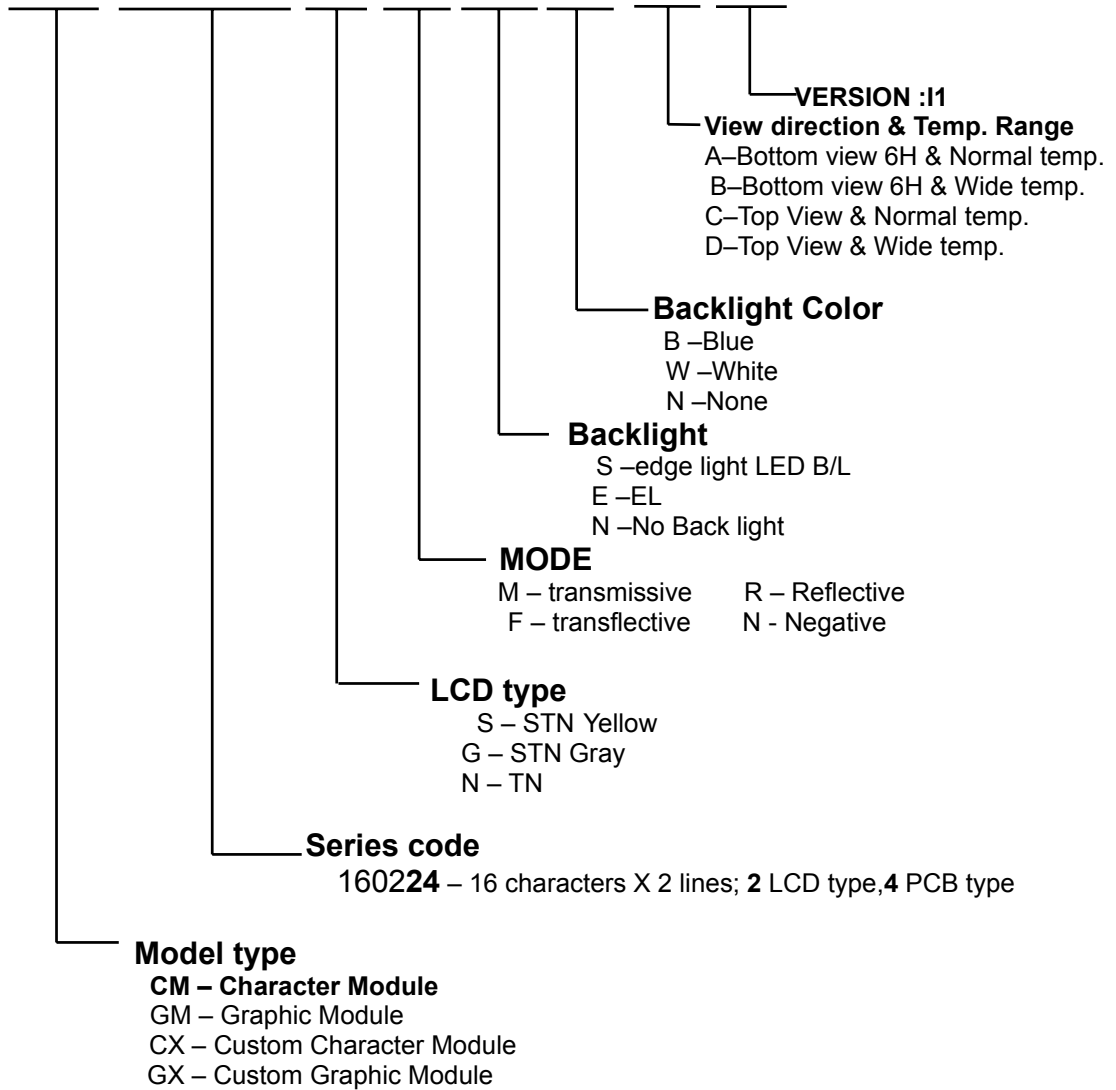 VERSION :I1
View direction & Temp. Range
A–Bottom view 6H & Normal temp.
B–Bottom view 6H & Wide temp.
C–Top View & Normal temp.
D–Top View & Wide temp.
Backlight Color
B –Blue
W –White
N –None
Backlight
S –edge light LED B/L
E –EL
N –No Back light
MODE
M – transmissive R – Reflective
F – transflective N - Negative
LCD type
S – STN Yellow
G – STN Gray
N – TN
Series code
160224 – 16 characters X 2 lines; 2 LCD type,4 PCB type
Model type
CM – Character Module
GM – Graphic Module
CX – Custom Character Module
GX – Custom Graphic Module